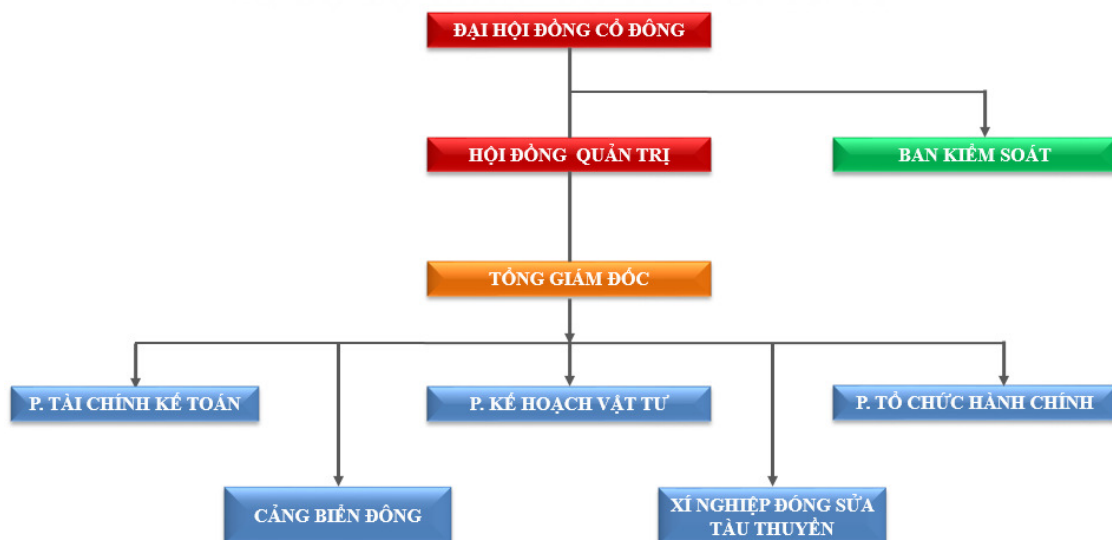 ĐẠI HỘI ĐỒNG CỔ ĐÔNG
HỘI ĐỒNG QUẢN TRỊ
BAN KIỂM SOÁT
TỔNG GIÁM ĐỐC
P. TÀI CHÍNH KẾ TOÁN
P. KẾ HOẠCH VẬT TƯ
P. TỔ CHỨC HÀNH CHÍNH
CẢNG BIỂN ĐÔNG
XÍ NGHIỆP ĐÓNG SỬA
TÀU THUYỀN